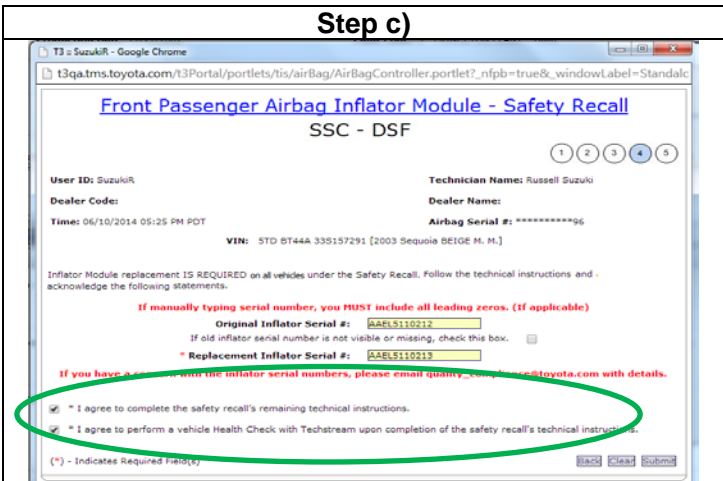 Step c)
T3 :: SuzukiR - Google Chrome
t3qa.tms.toyota.com/t3Portal/portlets/tis/airBag/AirBagController.portlet?_nfpb=true&_windowLabel=Standalc
Front Passenger Airbag Inflator Module - Safety Recall
SSC - DSF
1 2 3 4 5
User ID: SuzukiR Technician Name: Russell Suzuki
Dealer Code: Dealer Name:
Time: 06/10/2014 05:25 PM PDT Airbag Serial #: **********96
VIN: 5TD BT44A 33S157291 [2003 Sequoia BEIGE M. M.]
Inflator Module replacement IS REQUIRED on all vehicles under the Safety Recall. Follow the technical instructions and
acknowledge the following statements.
If manually typing serial number, you MUST include all leading zeros. (If applicable)
Original Inflator Serial #: AAEL5110212
If old inflator serial number is not visible or missing, check this box.
* Replacement Inflator Serial #: AAEL5110213
If you have a concern with the inflator serial numbers, please email quality_compliance@toyota.com with details.
* I agree to complete the safety recall's remaining technical instructions.
* I agree to perform a vehicle Health Check with Techstream upon completion of the safety recall's technical instructions.
(*) - Indicates Required Field(s) Back Clear Submit